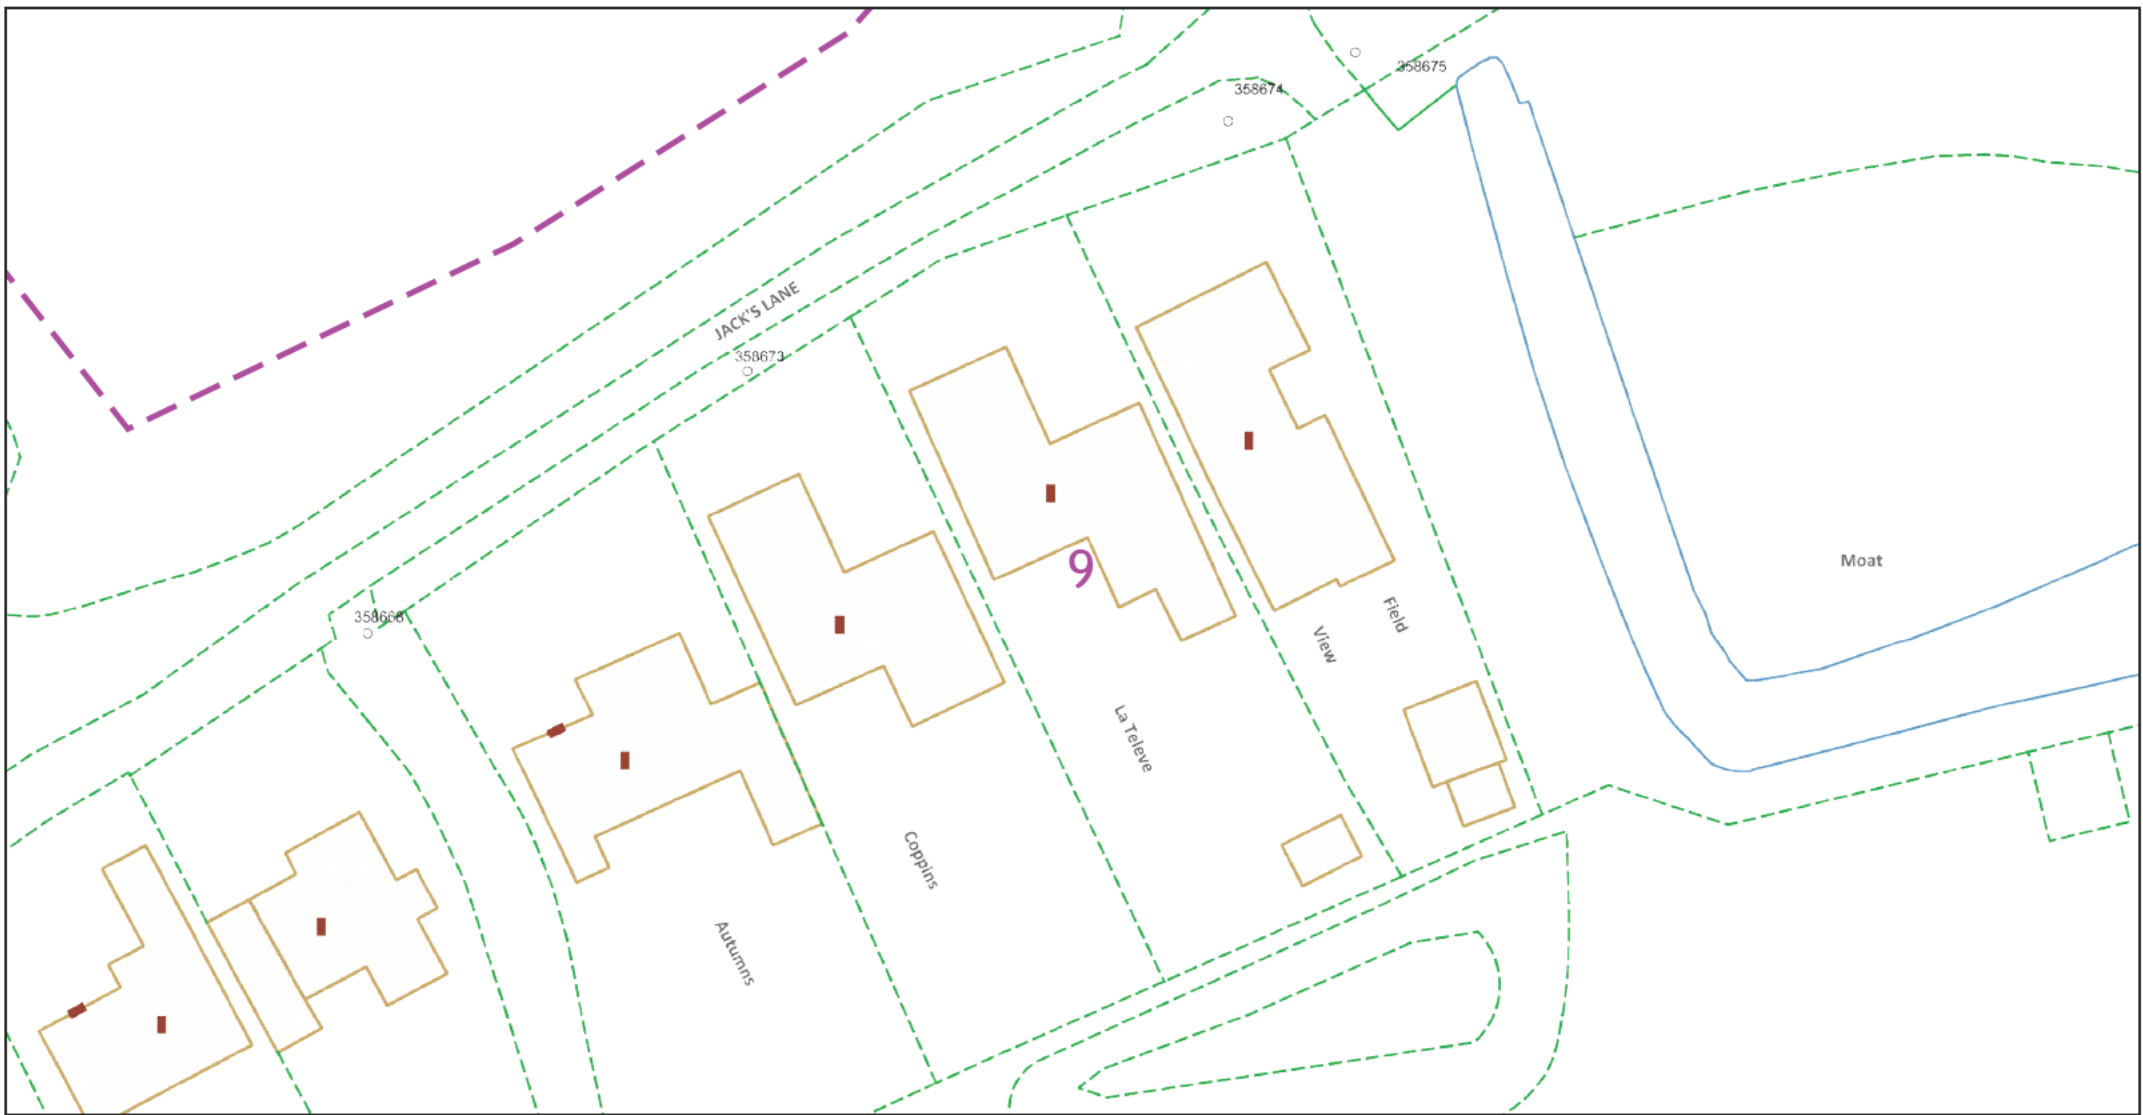 358675
358674
JACK'S LANE
358673
9
Moat
Field
View
358668
La Televe
Coppins
Autumns